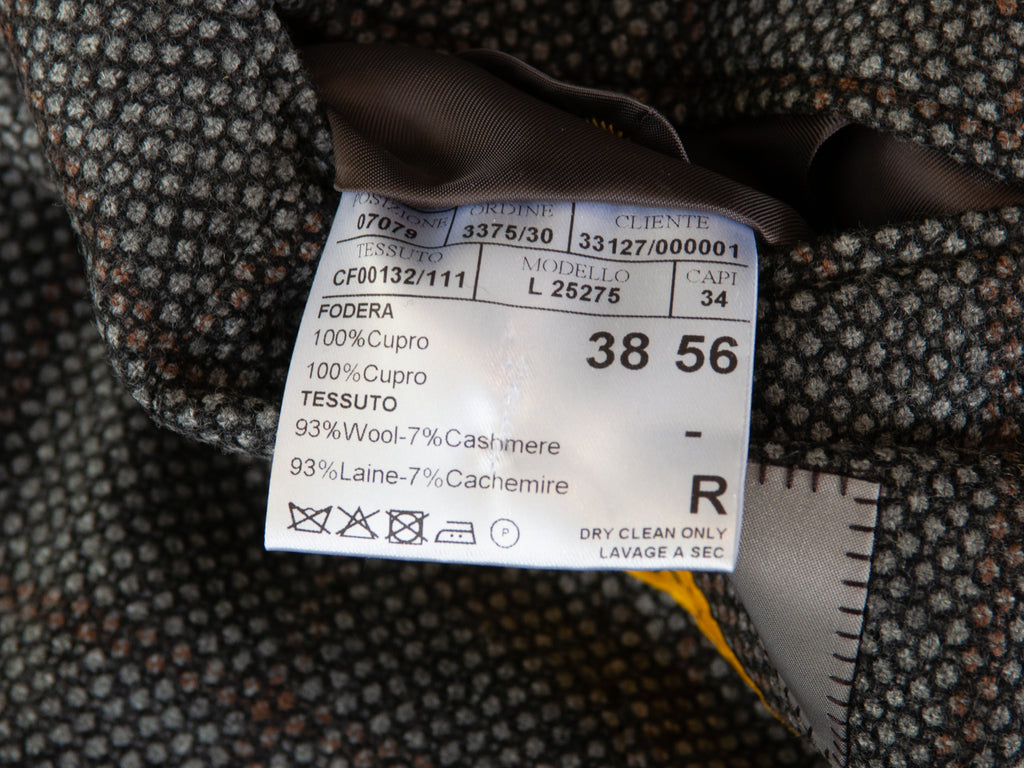 POSIZIONE ORDINE CLIENTE
07079 3375/30 33127/000001
TESSUTO MODELLO CAPI
CF00132/111 L 25275 34
FODERA
100%Cupro 38 56
100%Cupro
TESSUTO
93%Wool-7%Cashmere -
93%Laine-7%Cachemire R
P DRY CLEAN ONLY
LAVAGE A SEC